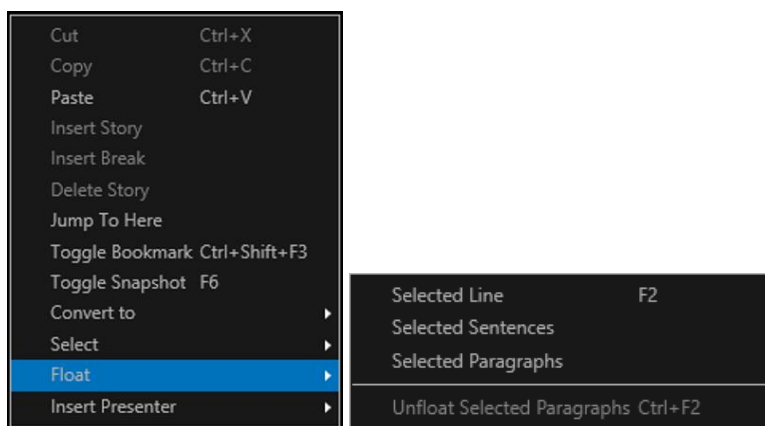 Cut Ctrl+X
Copy Ctrl+C
Paste Ctrl+V
Insert Story
Insert Break
Delete Story
Jump To Here
Toggle Bookmark Ctrl+Shift+F3
Toggle Snapshot F6
Convert to
Select
Float
Insert Presenter
Selected Line F2
Selected Sentences
Selected Paragraphs
Unfloat Selected Paragraphs Ctrl+F2